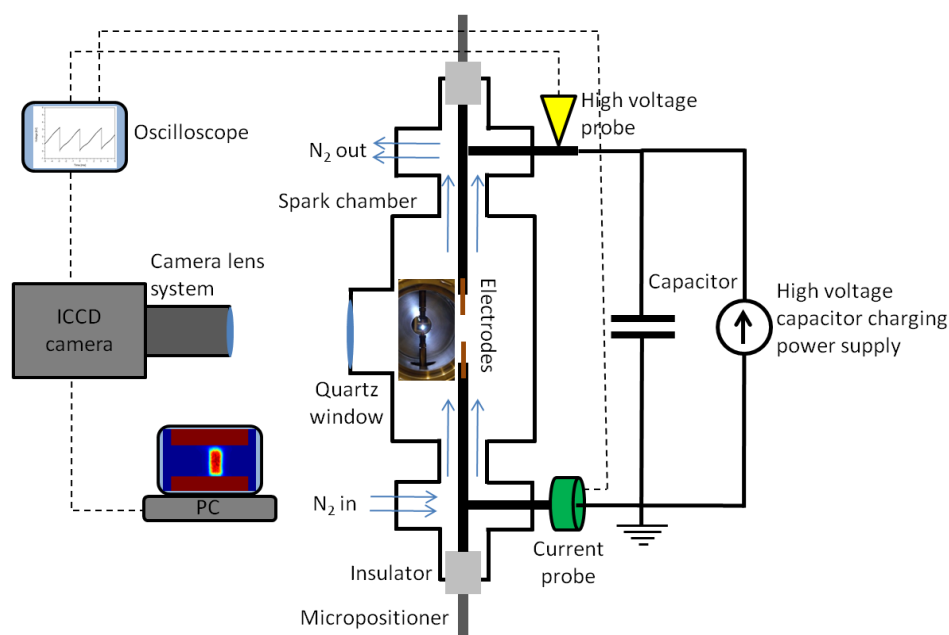 High voltage
probe
Oscilloscope
N₂ out
Spark chamber
Camera lens
system
ICCD
camera
Electrodes
Capacitor
High voltage
capacitor charging
power supply
Quartz
window
PC
N₂ in
Current
probe
Insulator
Micropositioner